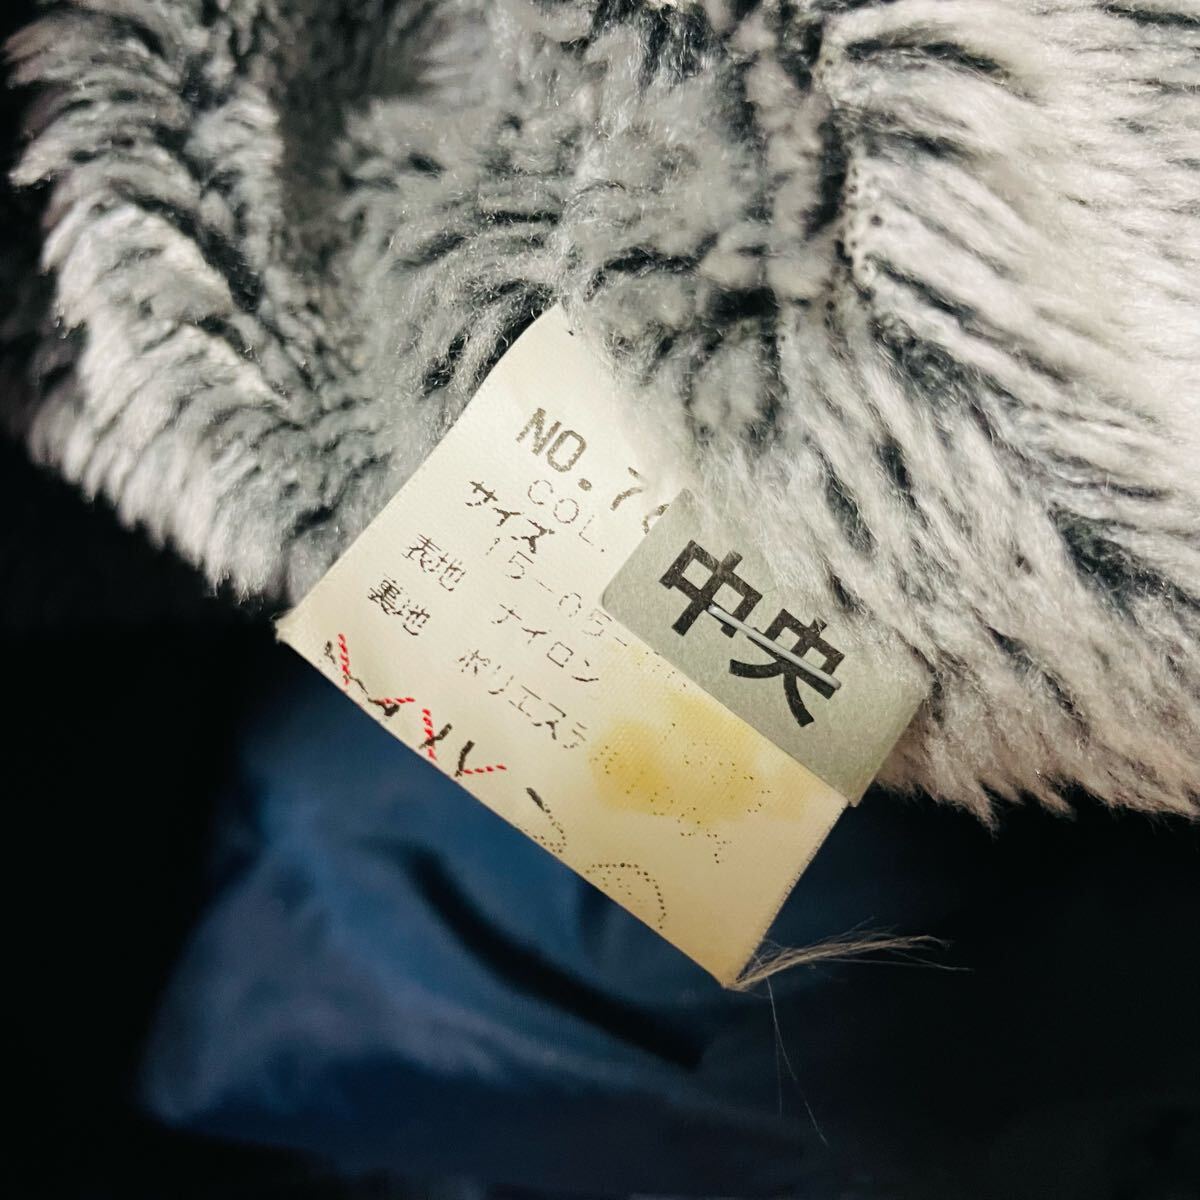 NO.7
COL.
サイズ
15-05-
表地 ナイロン
裏地 ポリエステ
中央